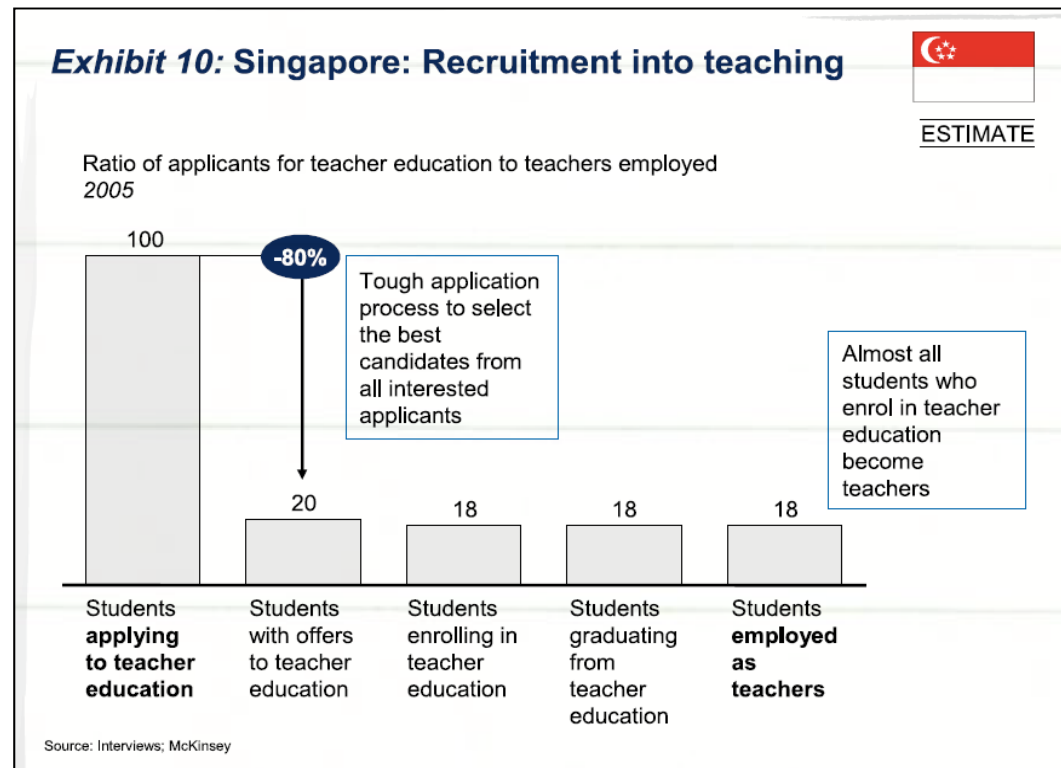 Exhibit 10: Singapore: Recruitment into teaching
ESTIMATE
Ratio of applicants for teacher education to teachers employed
2005
100
-80%
Tough application
process to select
the best
candidates from
all interested
applicants
Almost all
students who
enrol in teacher
education
become
teachers
20
18
18
18
Students
applying
to teacher
education
Students
with offers
to teacher
education
Students
enrolling in
teacher
education
Students
graduating
from
teacher
education
Students
employed
as
teachers
Source: Interviews; McKinsey